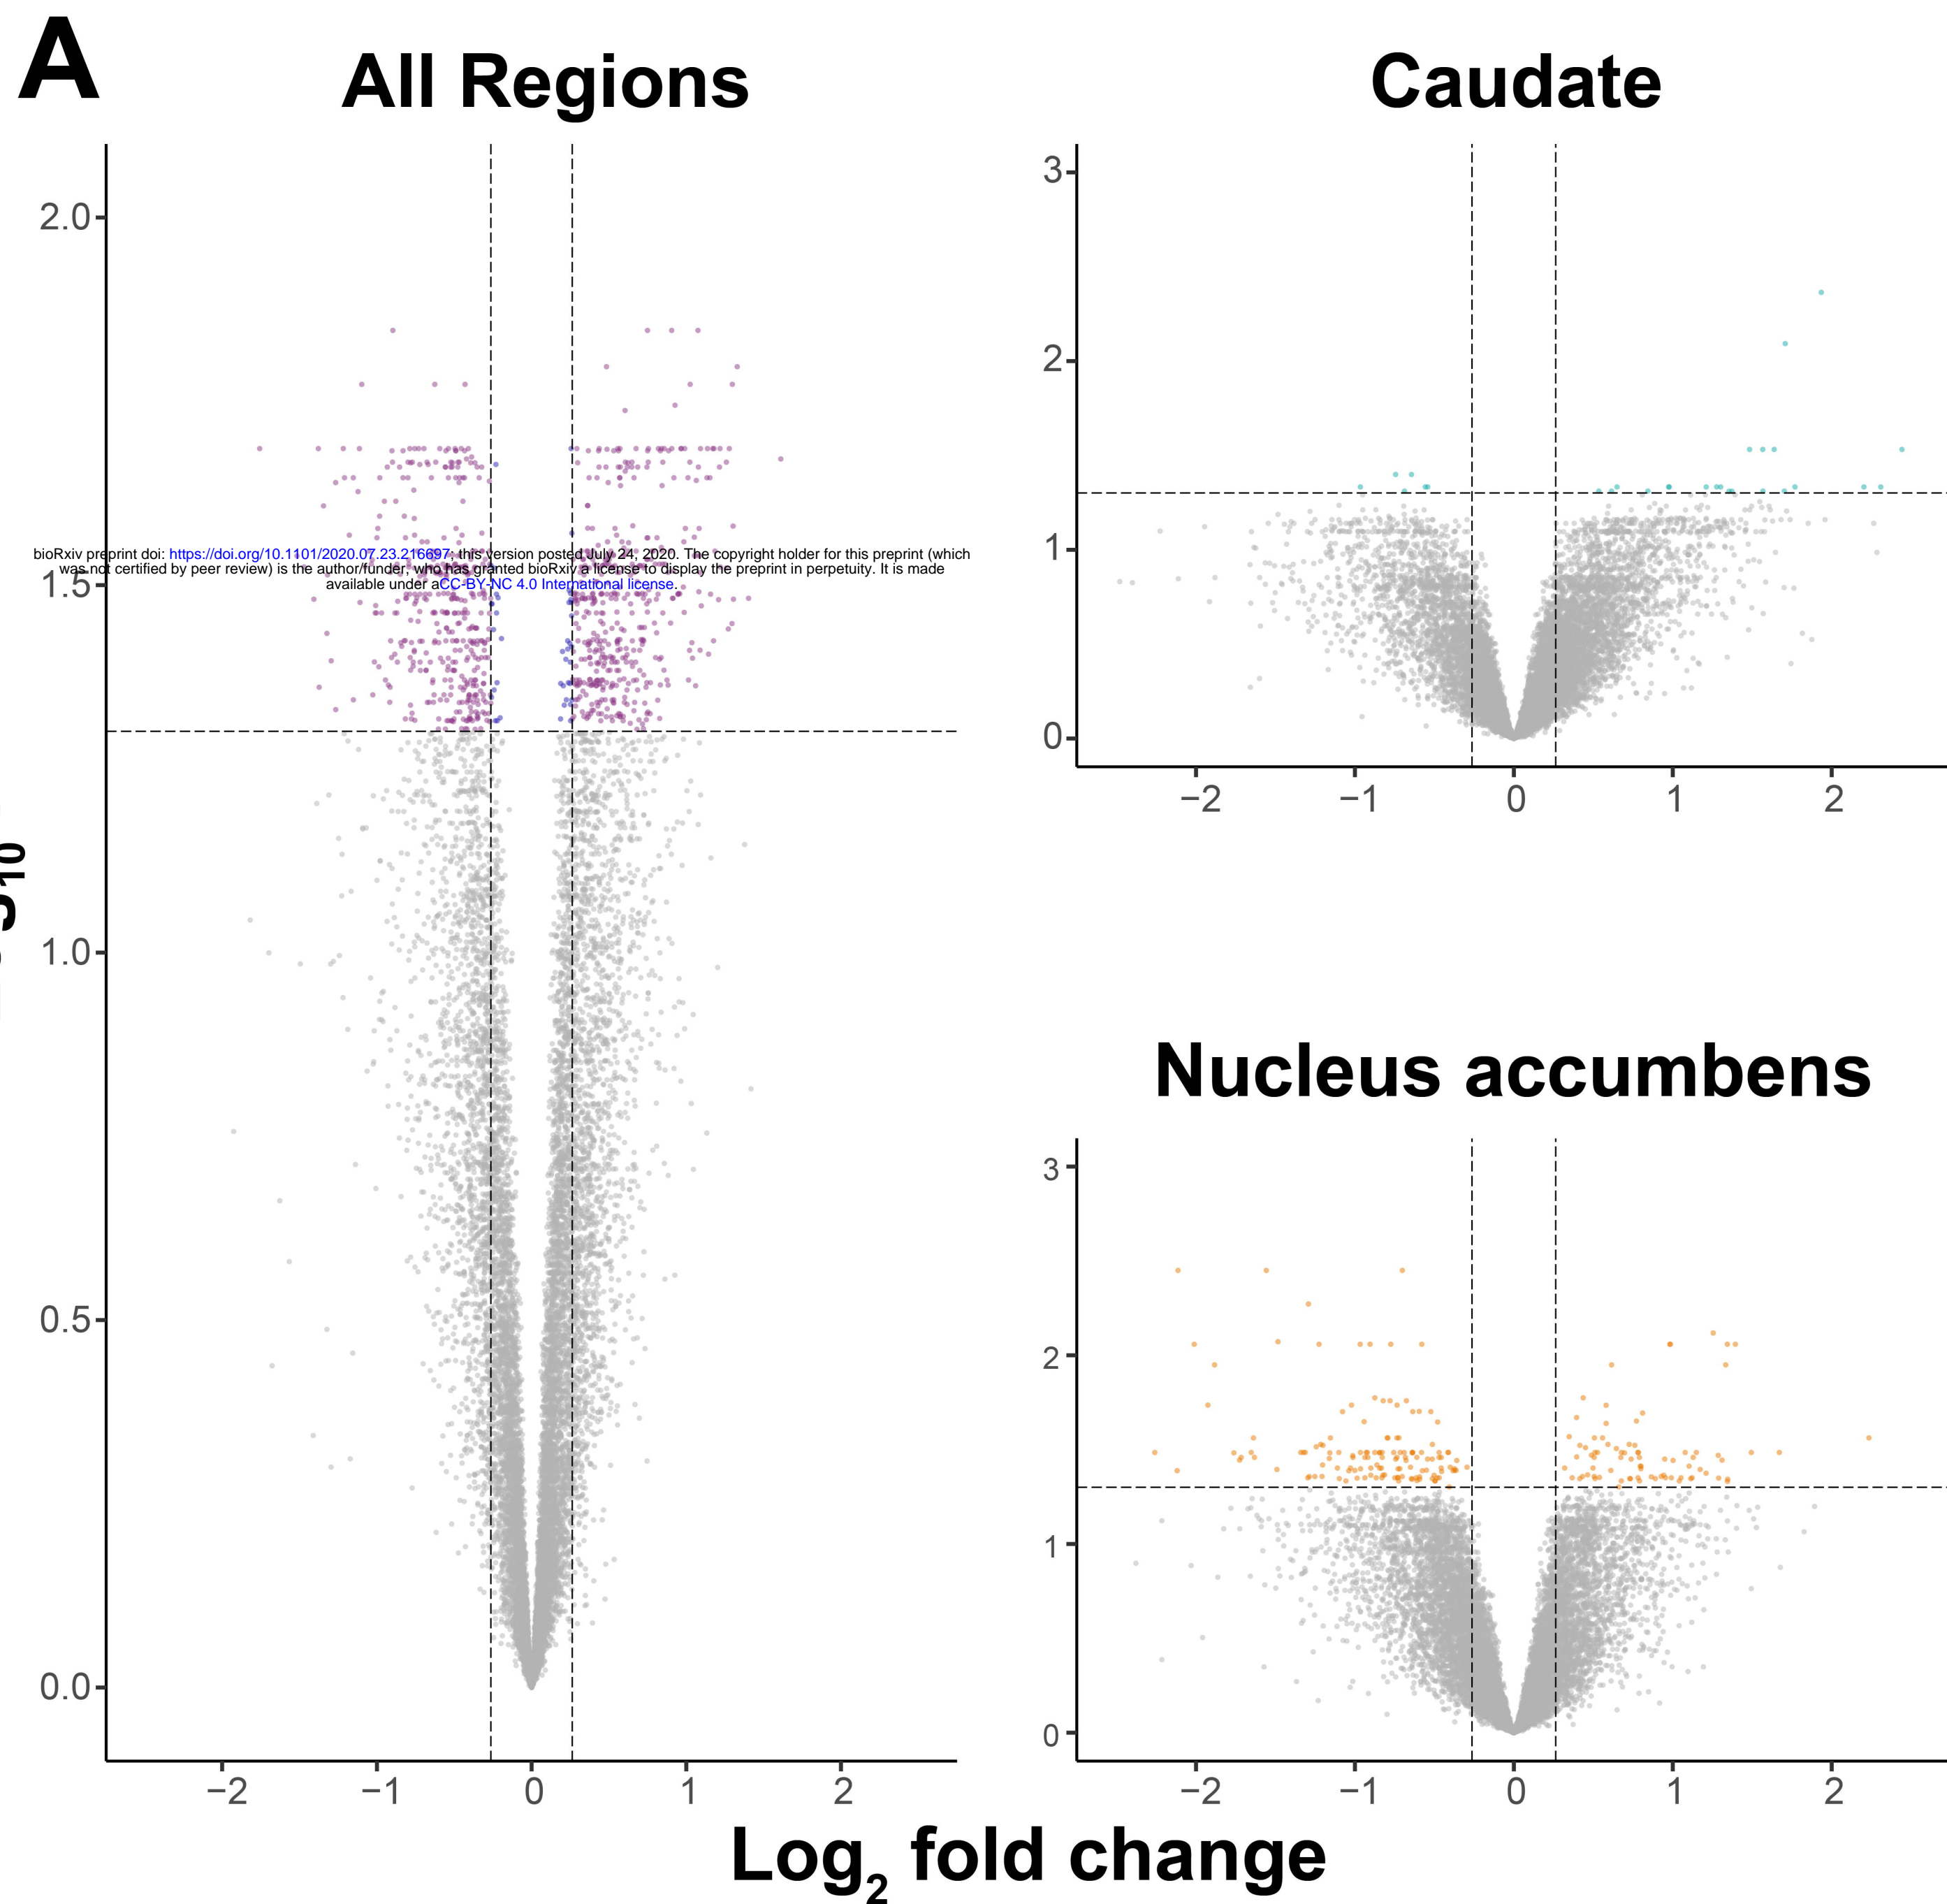 A
All Regions
Caudate
2.0
1.5
1.0
0.5
0.0
−2 −1 0 1 2
bioRxiv preprint doi: https://doi.org/10.1101/2020.07.23.216697; this version posted July 24, 2020. The copyright holder for this preprint (which
was not certified by peer review) is the author/funder, who has granted bioRxiv a license to display the preprint in perpetuity. It is made
available under aCC-BY-NC 4.0 International license.
3
2
1
0
−2 −1 0 1 2
Nucleus accumbens
3
2
1
0
−2 −1 0 1 2
10
Log2 fold change